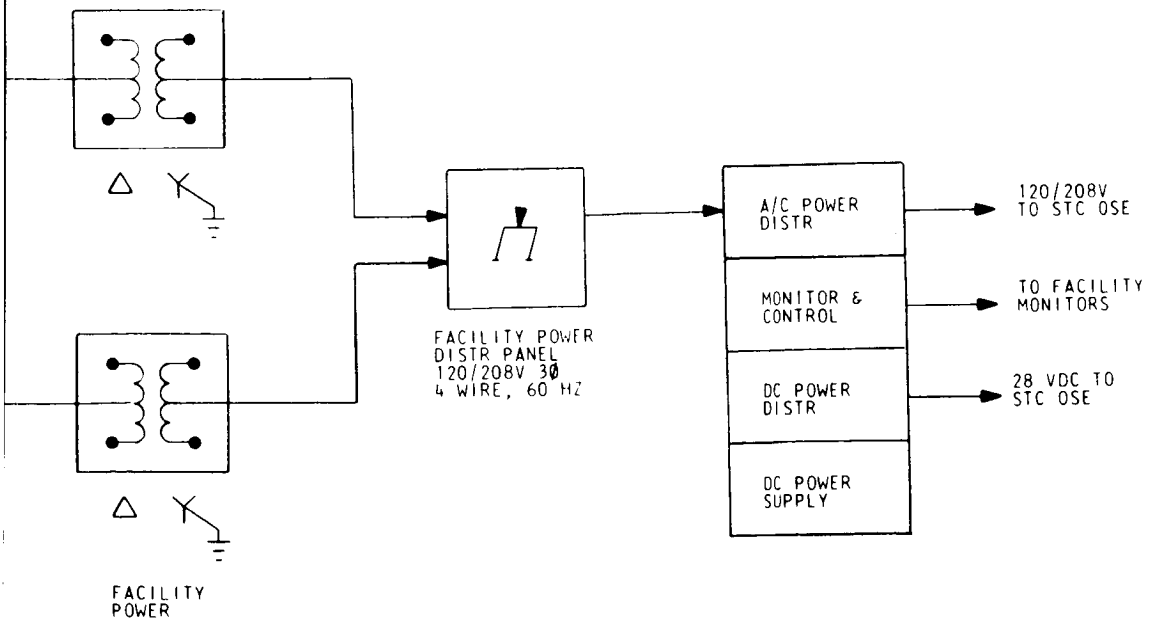 A/C POWER
DISTR
120/208V
TO STC OSE
MONITOR &
CONTROL
TO FACILITY
MONITORS
FACILITY POWER
DISTR PANEL
120/208V 3Ø
4 WIRE, 60 HZ
DC POWER
DISTR
28 VDC TO
STC OSE
DC POWER
SUPPLY
FACILITY
POWER